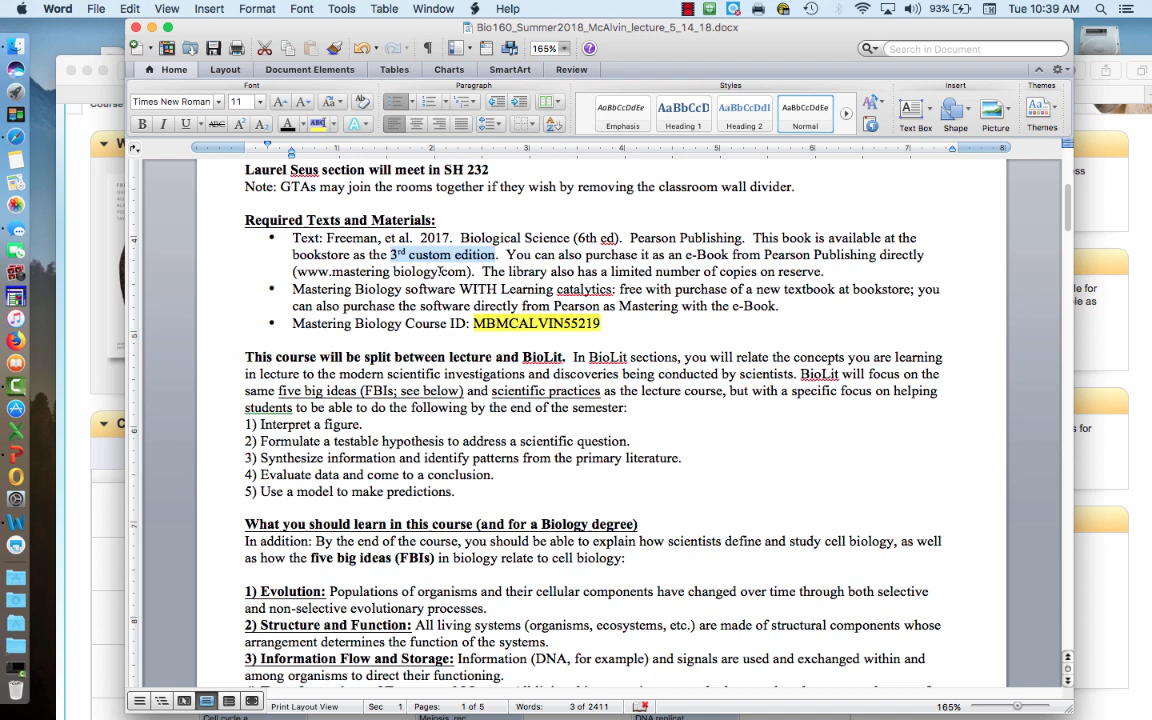 Word File Edit View Insert Format Font Tools Table Window Help 93% Tue 10:39 AM
Bio160_Summer2018_McAlvin_lecture_5_14_18.docx
165% Search in Document
Home Layout Document Elements Tables Charts SmartArt Review
Font Paragraph Styles Insert Themes
Times New Roman 11 Aa Abc
B I U ABC A² A₂ A ABC A
AaBbCcDdEe AaBbCcD AaBbCcDdI AaBbCcDdEe
Emphasis Heading 1 Heading 2 Normal
Text Box Shape Picture Themes
1 2 3 4 5 6 7 8
Laurel Seus section will meet in SH 232
Note: GTAs may join the rooms together if they wish by removing the classroom wall divider.
Required Texts and Materials:
• Text: Freeman, et al. 2017. Biological Science (6th ed). Pearson Publishing. This book is available at the
bookstore as the 3rd custom edition. You can also purchase it as an e-Book from Pearson Publishing directly
(www.mastering biology.com). The library also has a limited number of copies on reserve.
• Mastering Biology software WITH Learning catalytics: free with purchase of a new textbook at bookstore; you
can also purchase the software directly from Pearson as Mastering with the e-Book.
• Mastering Biology Course ID: MBMCALVIN55219
This course will be split between lecture and BioLit. In BioLit sections, you will relate the concepts you are learning
in lecture to the modern scientific investigations and discoveries being conducted by scientists. BioLit will focus on the
same five big ideas (FBIs; see below) and scientific practices as the lecture course, but with a specific focus on helping
students to be able to do the following by the end of the semester:
1) Interpret a figure.
2) Formulate a testable hypothesis to address a scientific question.
3) Synthesize information and identify patterns from the primary literature.
4) Evaluate data and come to a conclusion.
5) Use a model to make predictions.
What you should learn in this course (and for a Biology degree)
In addition: By the end of the course, you should be able to explain how scientists define and study cell biology, as well
as how the five big ideas (FBIs) in biology relate to cell biology:
1) Evolution: Populations of organisms and their cellular components have changed over time through both selective
and non-selective evolutionary processes.
2) Structure and Function: All living systems (organisms, ecosystems, etc.) are made of structural components whose
arrangement determines the function of the systems.
3) Information Flow and Storage: Information (DNA, for example) and signals are used and exchanged within and
among organisms to direct their functioning.
Print Layout View Sec 1 Pages: 1 of 5 Words: 3 of 2411 165%
Cell cycle a Meiosis, rec DNA replicat